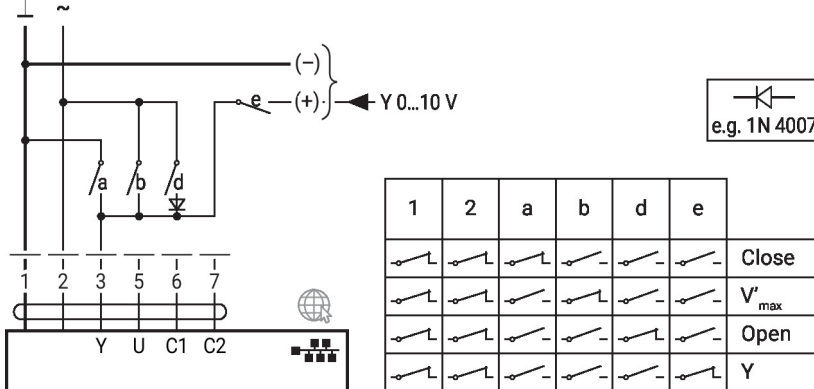 ⊥ ~
(−)
e (+) Y 0...10 V
e.g. 1N 4007
a b d
1 2 3 5 6 7
Y U C1 C2
1 2 a b d e
Close
V'max
Open
Y